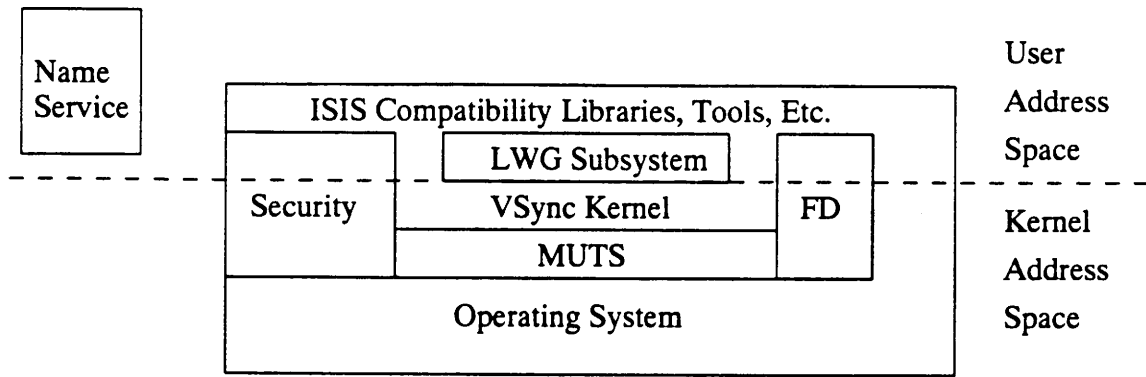 Name
Service
ISIS Compatibility Libraries, Tools, Etc.
LWG Subsystem
Security
VSync Kernel
FD
MUTS
Operating System
User
Address
Space
Kernel
Address
Space